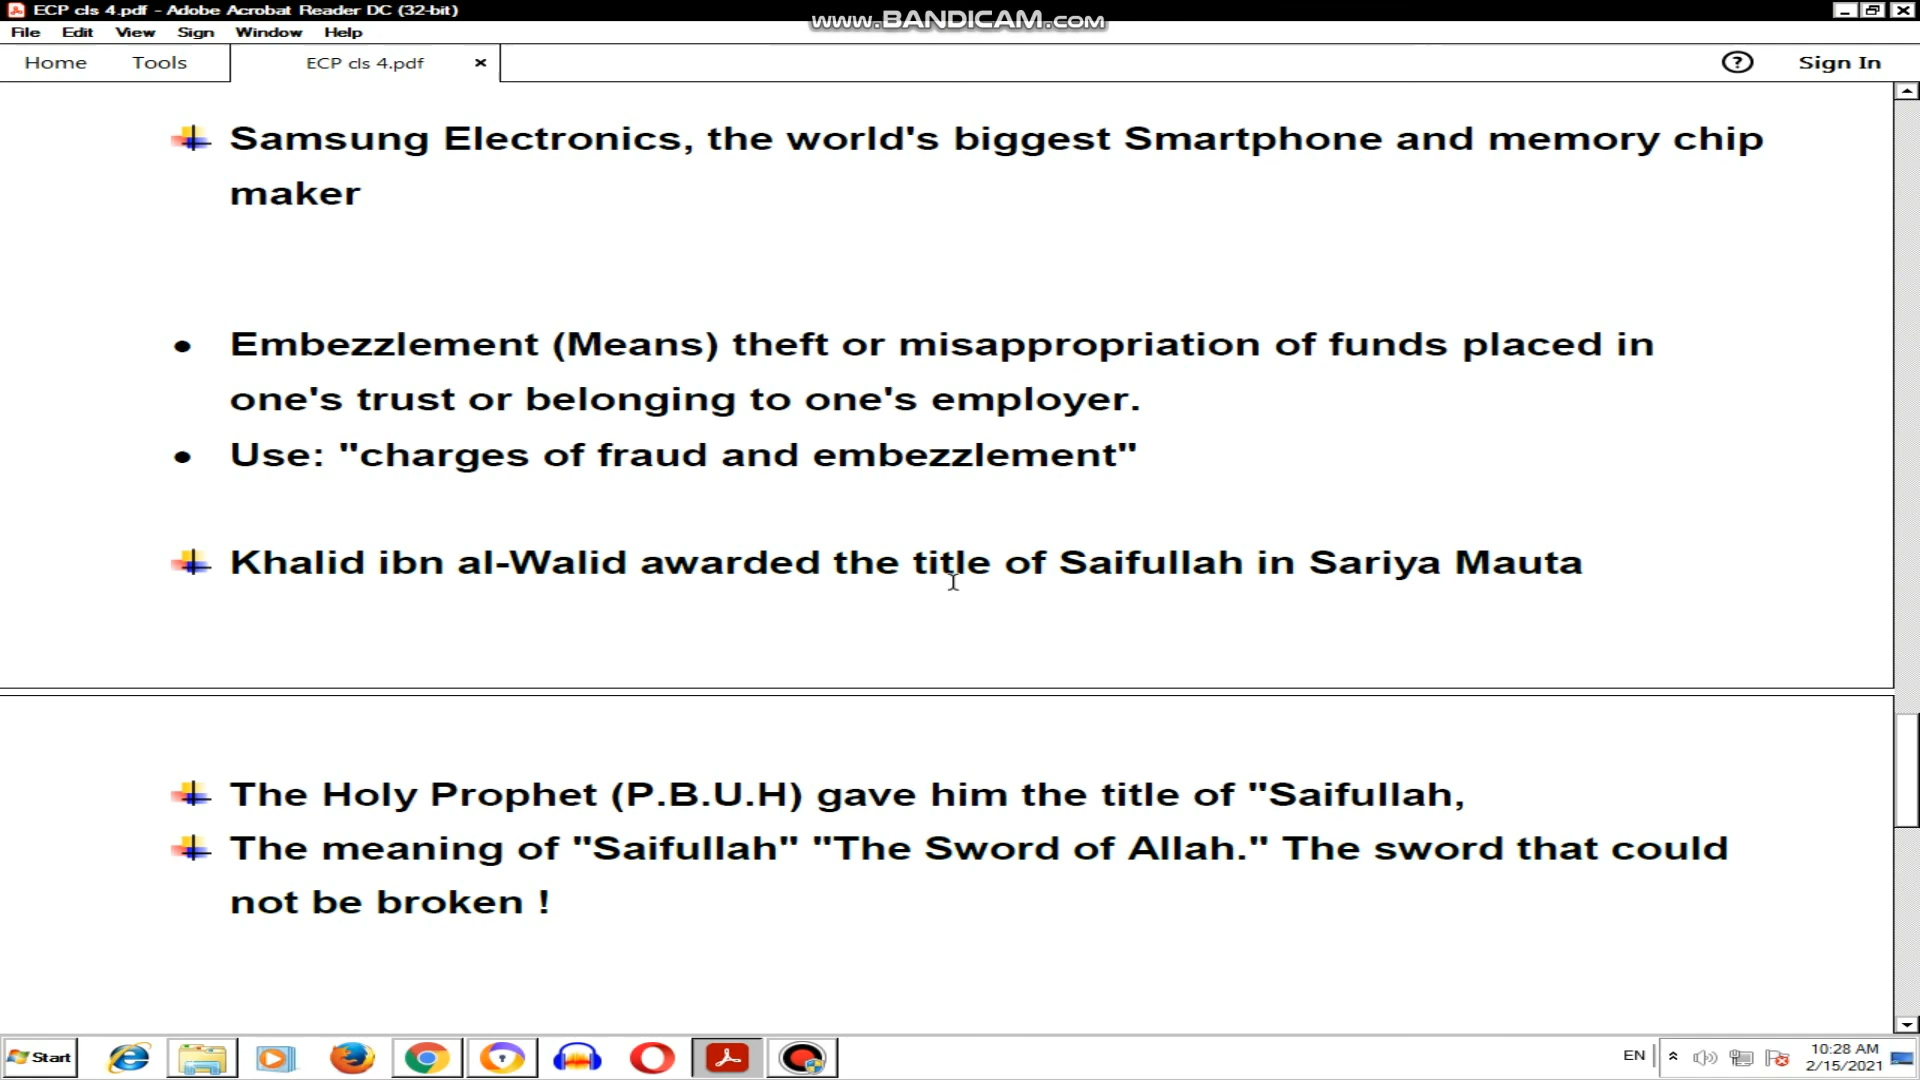 ECP cls 4.pdf - Adobe Acrobat Reader DC (32-bit)
www.BANDICAM.com
File Edit View Sign Window Help
Home Tools ECP cls 4.pdf × ? Sign In
Samsung Electronics, the world's biggest Smartphone and memory chip
maker
• Embezzlement (Means) theft or misappropriation of funds placed in
one's trust or belonging to one's employer.
• Use: "charges of fraud and embezzlement"
Khalid ibn al-Walid awarded the title of Saifullah in Sariya Mauta
The Holy Prophet (P.B.U.H) gave him the title of "Saifullah,
The meaning of "Saifullah" "The Sword of Allah." The sword that could
not be broken !
Start EN 10:28 AM
2/15/2021